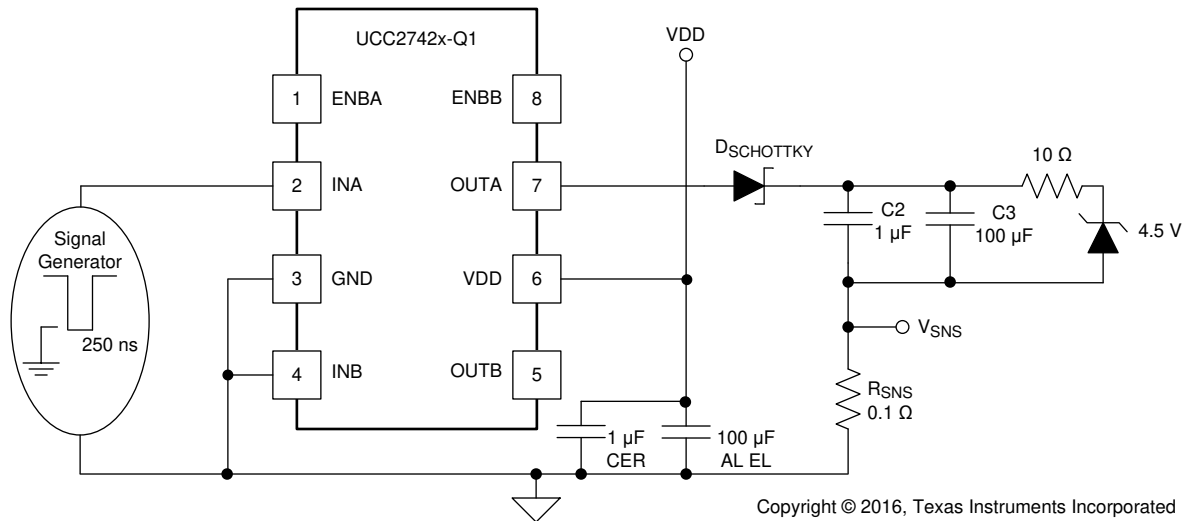 UCC2742x-Q1
VDD
1 ENBA ENBB 8
DSCHOTTKY
10 Ω
2 INA OUTA 7
C2
1 µF
C3
100 µF
4.5 V
Signal
Generator
250 ns
3 GND VDD 6
VSNS
4 INB OUTB 5
RSNS
0.1 Ω
1 µF
CER
100 µF
AL EL
Copyright © 2016, Texas Instruments Incorporated